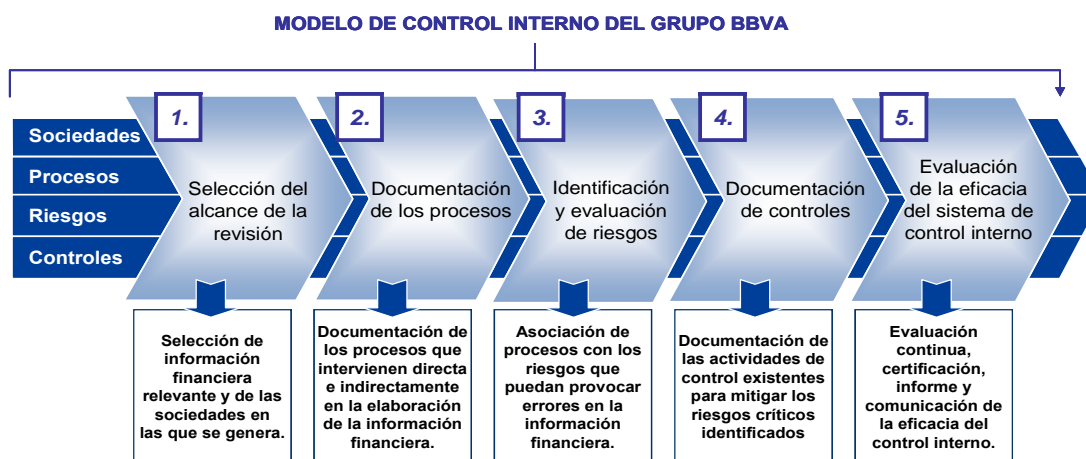 MODELO DE CONTROL INTERNO DEL GRUPO BBVA
Sociedades
Procesos
Riesgos
Controles
1.
Selección del
alcance de la
revisión
2.
Documentación
de los procesos
3.
Identificación
y evaluación
de riesgos
4.
Documentación
de controles
5.
Evaluación
de la eficacia
del sistema de
control interno
Selección de
información
financiera
relevante y de las
sociedades en
las que se genera.
Documentación de
los procesos que
intervienen directa
e indirectamente
en la elaboración
de la información
financiera.
Asociación de
procesos con los
riesgos que
puedan provocar
errores en la
información
financiera.
Documentación de
las actividades de
control existentes
para mitigar los
riesgos críticos
identificados
Evaluación
continua,
certificación,
informe y
comunicación de
la eficacia del
control interno.